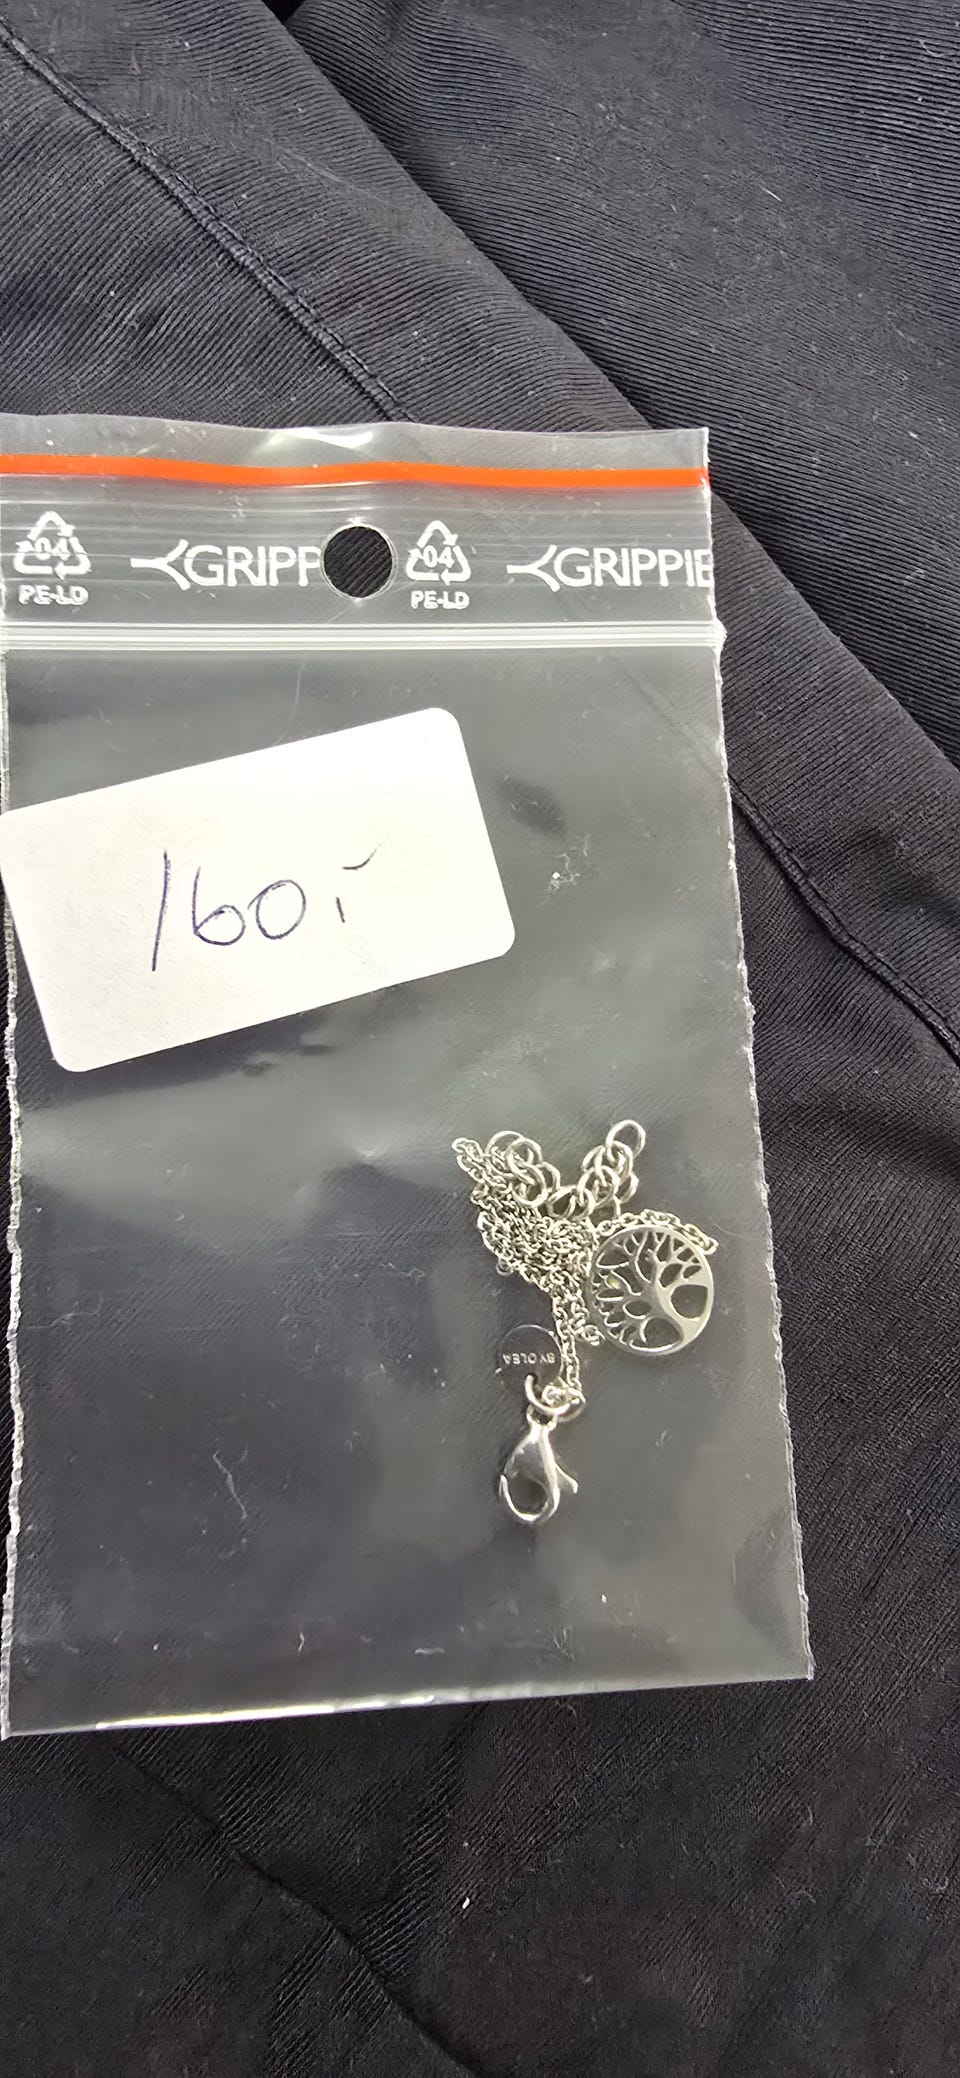 04 GRIPP 04 GRIPPIE
PE-LD PE-LD
160:-
BY OLEA